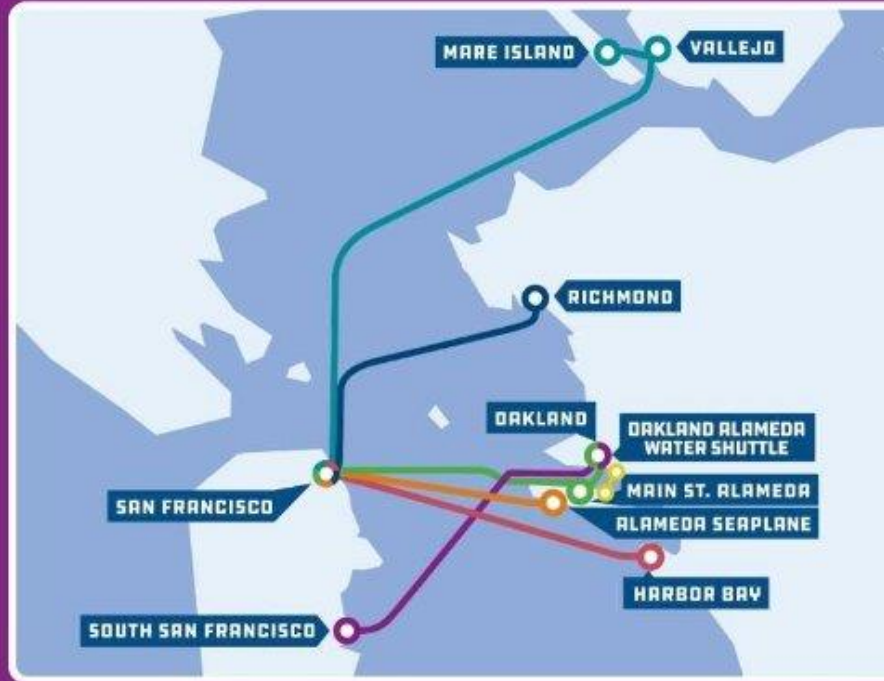 MARE ISLAND
VALLEJO
RICHMOND
OAKLAND
OAKLAND ALAMEDA
WATER SHUTTLE
SAN FRANCISCO
MAIN ST. ALAMEDA
ALAMEDA SEAPLANE
HARBOR BAY
SOUTH SAN FRANCISCO